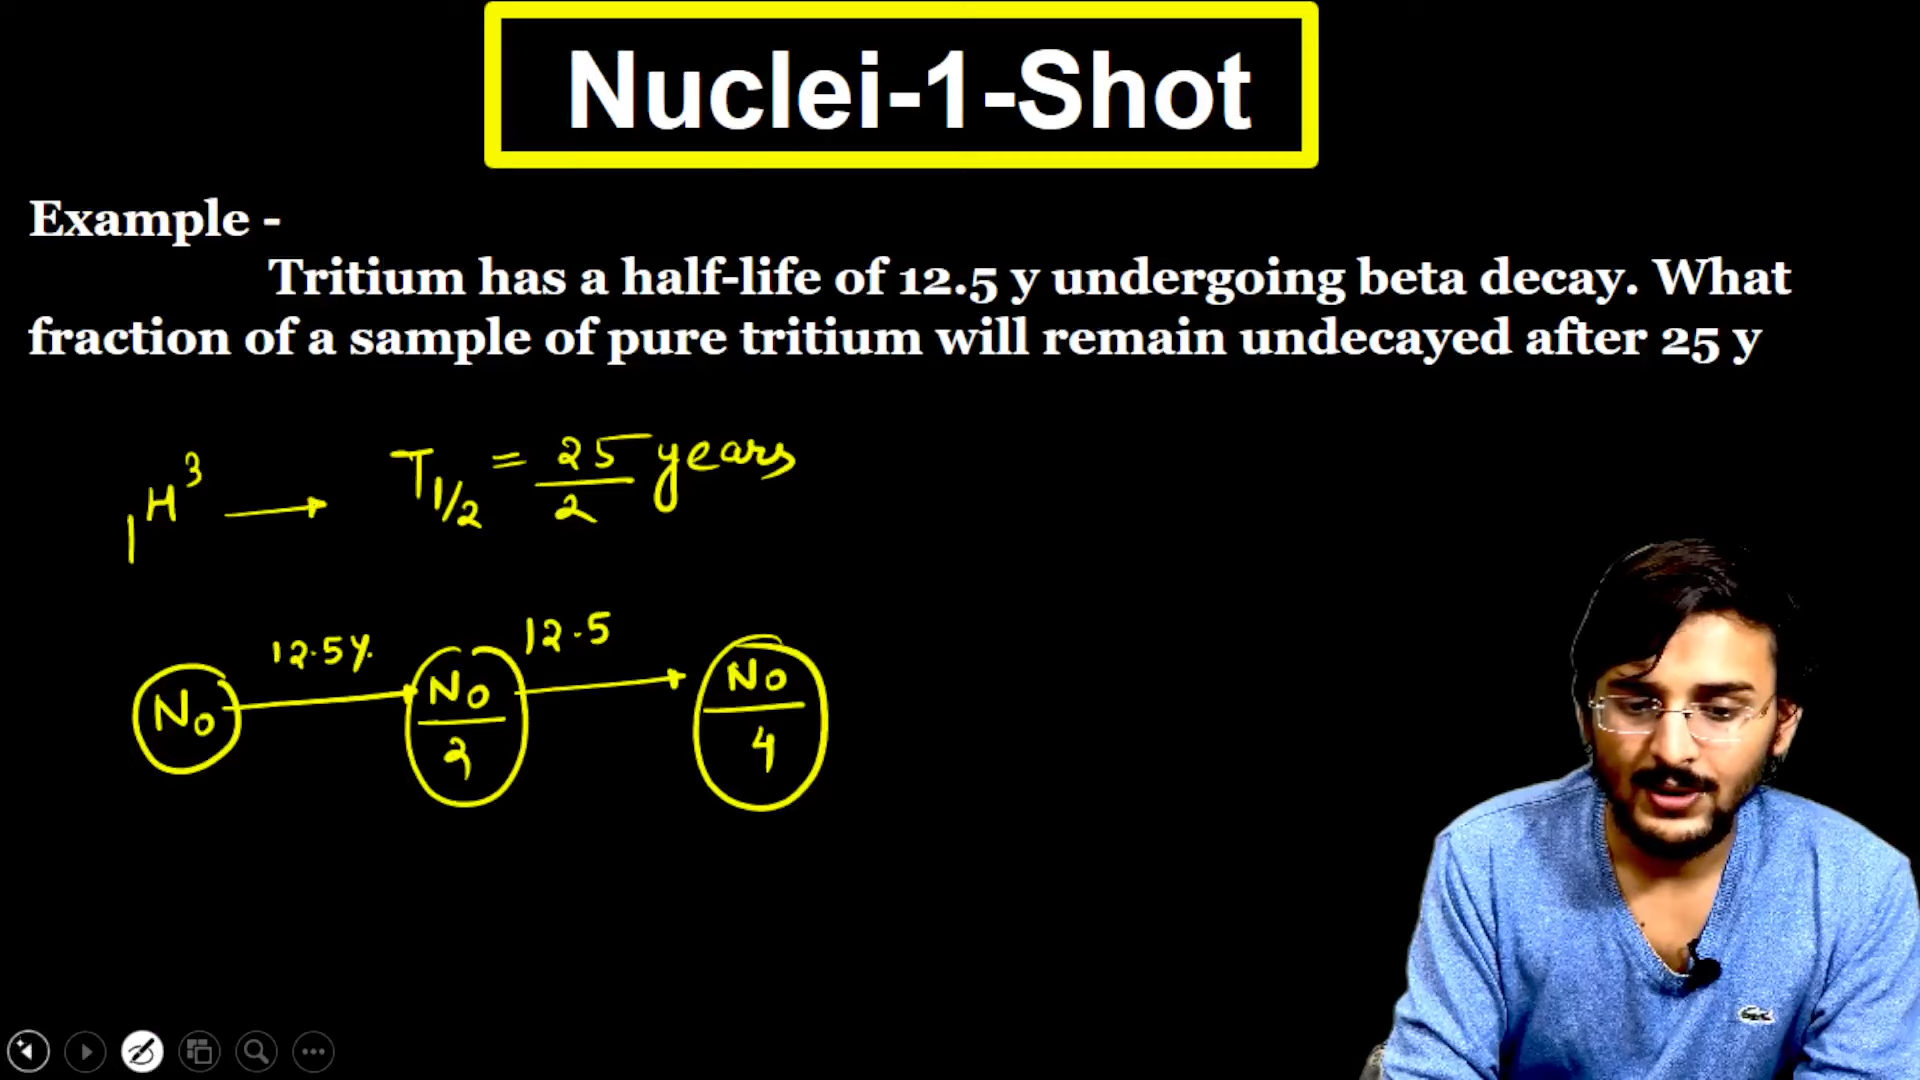 Nuclei-1-Shot
Example -
Tritium has a half-life of 12.5 y undergoing beta decay. What
fraction of a sample of pure tritium will remain undecayed after 25 y
₁H³ → T1/2 = 25/2 years
12.5y. 12.5
N₀ → N₀/2 → N₀/4